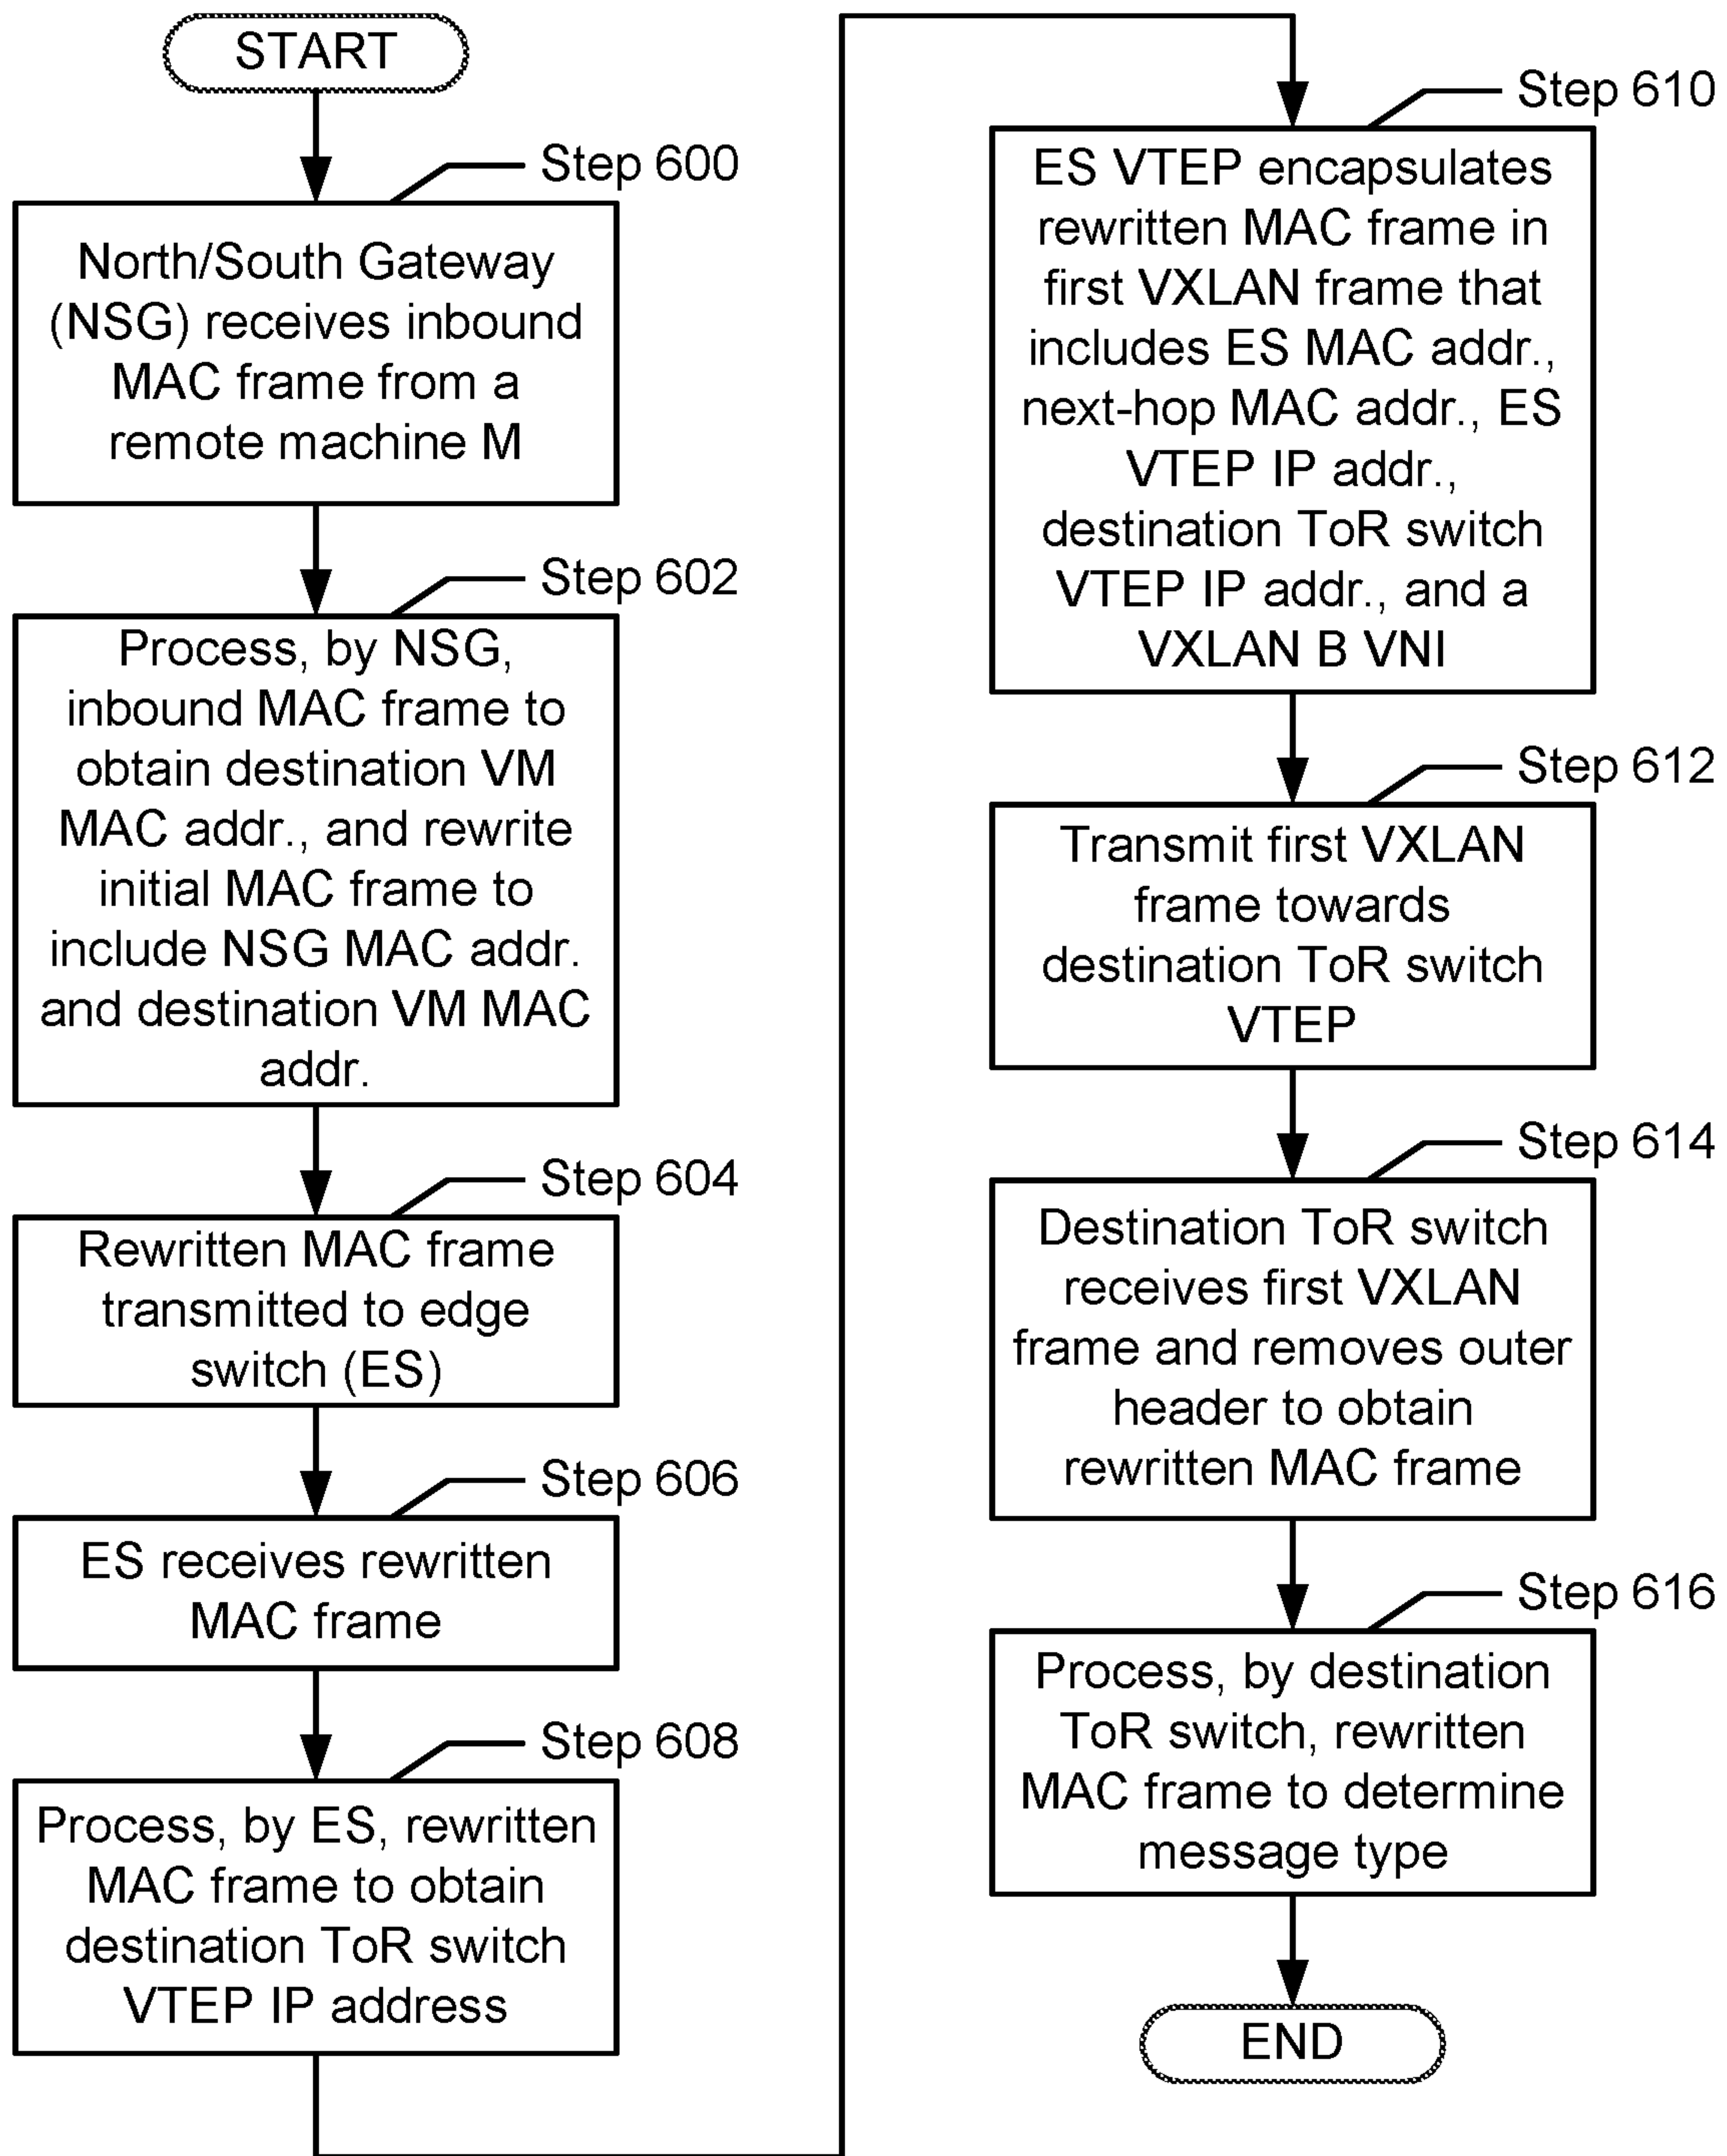 START
Step 600
North/South Gateway
(NSG) receives inbound
MAC frame from a
remote machine M
Step 602
Process, by NSG,
inbound MAC frame to
obtain destination VM
MAC addr., and rewrite
initial MAC frame to
include NSG MAC addr.
and destination VM MAC
addr.
Step 604
Rewritten MAC frame
transmitted to edge
switch (ES)
Step 606
ES receives rewritten
MAC frame
Step 608
Process, by ES, rewritten
MAC frame to obtain
destination ToR switch
VTEP IP address
Step 610
ES VTEP encapsulates
rewritten MAC frame in
first VXLAN frame that
includes ES MAC addr.,
next-hop MAC addr., ES
VTEP IP addr.,
destination ToR switch
VTEP IP addr., and a
VXLAN B VNI
Step 612
Transmit first VXLAN
frame towards
destination ToR switch
VTEP
Step 614
Destination ToR switch
receives first VXLAN
frame and removes outer
header to obtain
rewritten MAC frame
Step 616
Process, by destination
ToR switch, rewritten
MAC frame to determine
message type
END